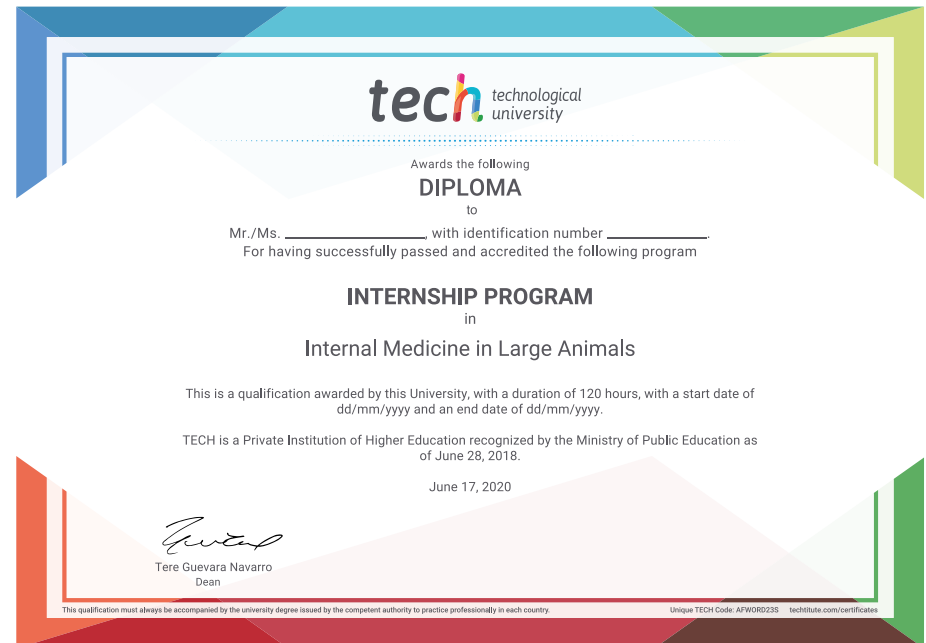 tech technological
university
Awards the following
DIPLOMA
to
Mr./Ms. ____________________, with identification number ______________.
For having successfully passed and accredited the following program
INTERNSHIP PROGRAM
in
Internal Medicine in Large Animals
This is a qualification awarded by this University, with a duration of 120 hours, with a start date of
dd/mm/yyyy and an end date of dd/mm/yyyy.
TECH is a Private Institution of Higher Education recognized by the Ministry of Public Education as
of June 28, 2018.
June 17, 2020
Tere Guevara Navarro
Dean
This qualification must always be accompanied by the university degree issued by the competent authority to practice professionally in each country. Unique TECH Code: AFWORD23S techtitute.com/certificates